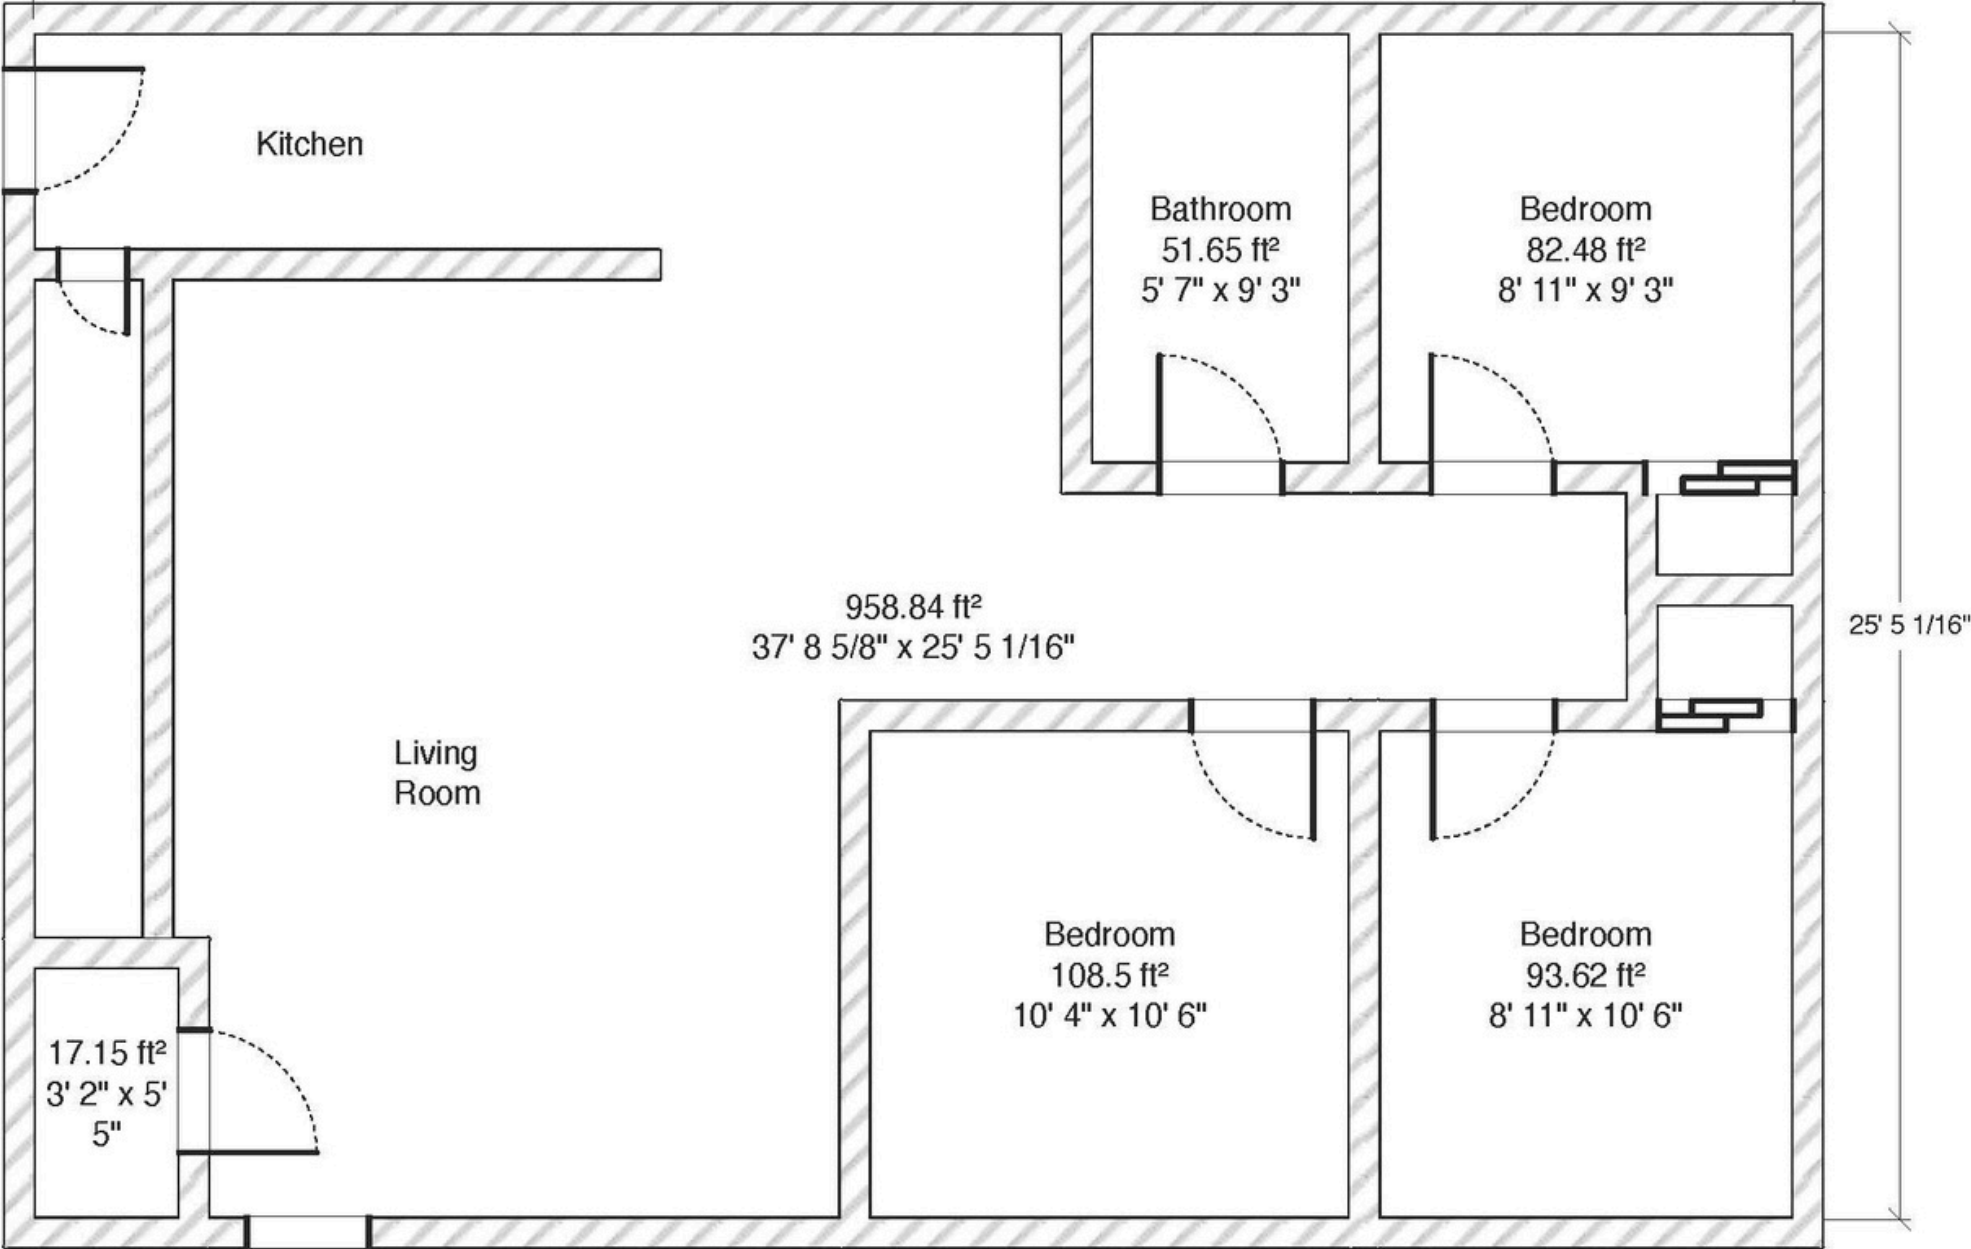 Kitchen
Bathroom
51.65 ft²
5' 7" x 9' 3"
Bedroom
82.48 ft²
8' 11" x 9' 3"
958.84 ft²
37' 8 5/8" x 25' 5 1/16"
25' 5 1/16"
Living
Room
Bedroom
108.5 ft²
10' 4" x 10' 6"
Bedroom
93.62 ft²
8' 11" x 10' 6"
17.15 ft²
3' 2" x 5'
5"